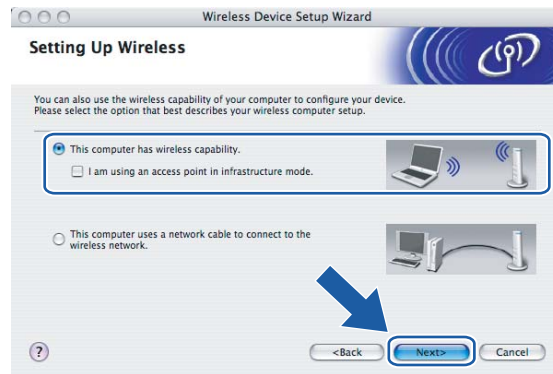 Wireless Device Setup Wizard
Setting Up Wireless
You can also use the wireless capability of your computer to configure your device.
Please select the option that best describes your wireless computer setup.
This computer has wireless capability.
I am using an access point in infrastructure mode.
This computer uses a network cable to connect to the
wireless network.
?
<Back
Next>
Cancel